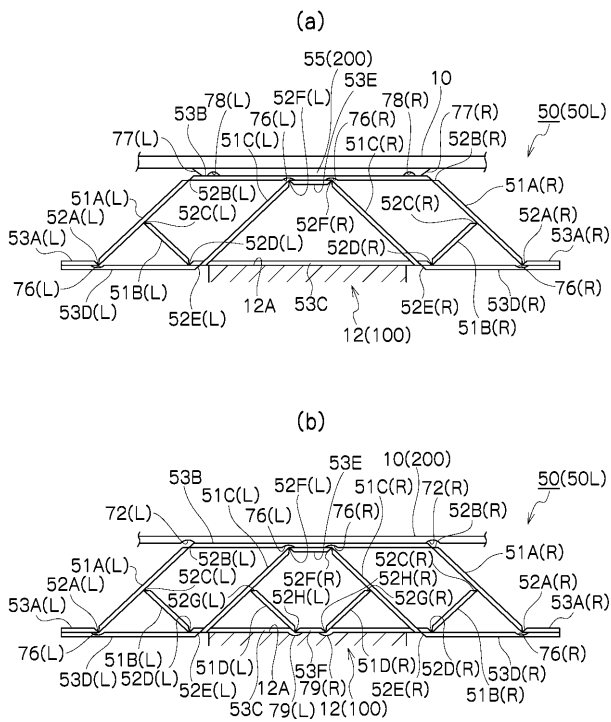 (a)
55(200)
53E
52F(L)
10
78(L)
76(L)
76(R)
78(R)
53B
51C(L)
51C(R)
77(R)
50(50L)
77(L)
52B(R)
52B(L)
51A(R)
51A(L)
52C(L)
52C(R)
52A(L)
52F(R)
52A(R)
53A(L)
52D(L)
52D(R)
53A(R)
76(L)
51B(L)
12A
53C
52E(R)
53D(R)
76(R)
53D(L)
52E(L)
12(100)
51B(R)
(b)
53E
10(200)
52F(L)
51C(R)
50(50L)
53B
51C(L)
72(R)
72(L)
76(L)
76(R)
52B(R)
52B(L)
52C(R)
51A(R)
51A(L)
52C(L)
52F(R)
52H(R)
52A(L)
52G(L)
52H(L)
52G(R)
52A(R)
53A(L)
53A(R)
76(L)
51B(L)
51D(L)
53F
51D(R)
52D(R)
53D(R)
76(R)
53D(L)
52D(L)
12A
79(R)
52E(R)
51B(R)
52E(L)
53C
79(L)
12(100)